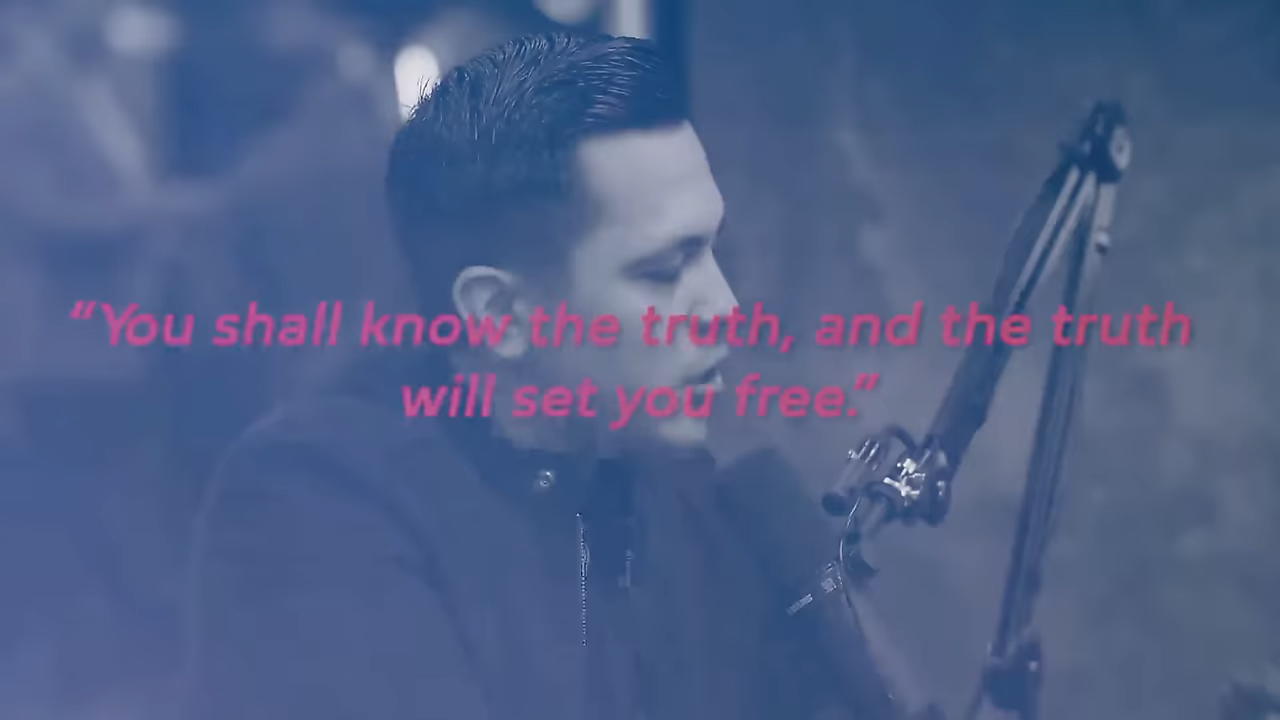 “You shall know the truth, and the truth
will set you free.”